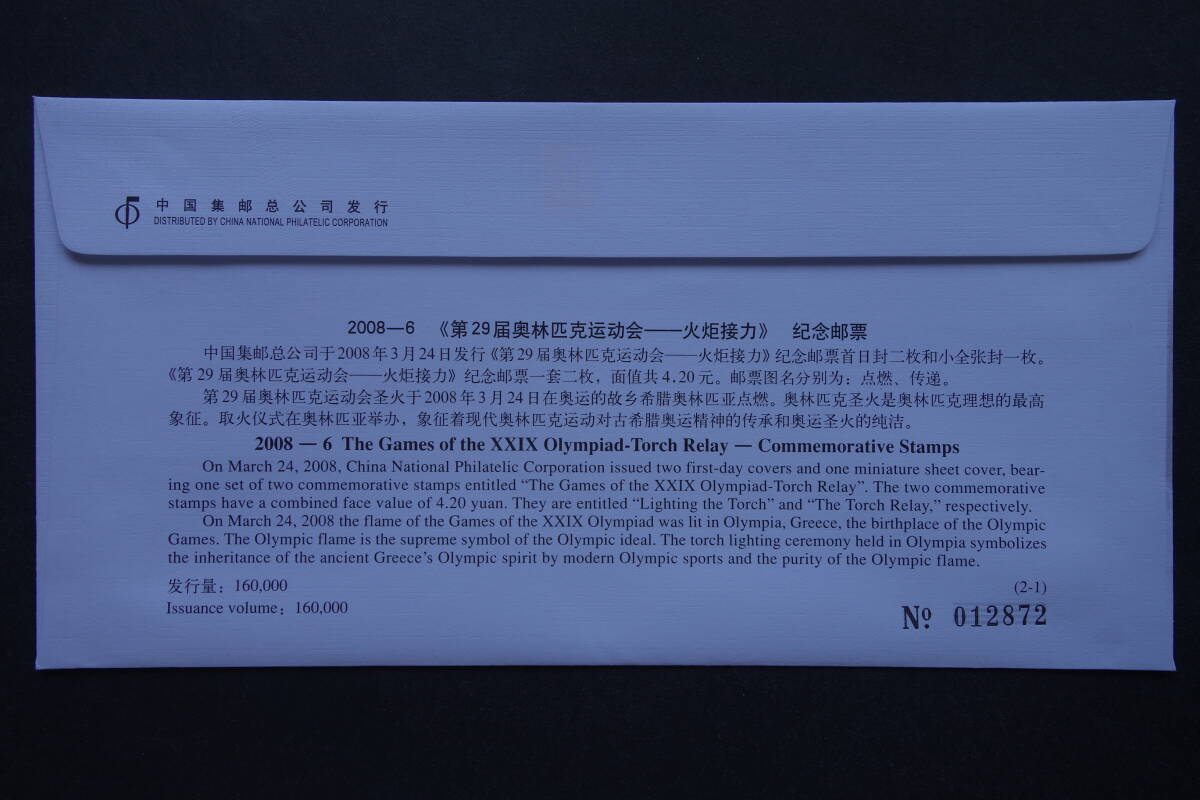 中国集邮总公司发行
DISTRIBUTED BY CHINA NATIONAL PHILATELIC CORPORATION
2008—6 《第29届奥林匹克运动会——火炬接力》 纪念邮票
中国集邮总公司于2008年3月24日发行《第29届奥林匹克运动会——火炬接力》纪念邮票首日封二枚和小全张封一枚。
《第29届奥林匹克运动会——火炬接力》纪念邮票一套二枚，面值共4.20元。邮票图名分别为：点燃、传递。
第29届奥林匹克运动会圣火于2008年3月24日在奥运的故乡希腊奥林匹亚点燃。奥林匹克圣火是奥林匹克理想的最高
象征。取火仪式在奥林匹亚举办，象征着现代奥林匹克运动对古希腊奥运精神的传承和奥运圣火的纯洁。
2008 — 6 The Games of the XXIX Olympiad-Torch Relay — Commemorative Stamps
On March 24, 2008, China National Philatelic Corporation issued two first-day covers and one miniature sheet cover, bear-
ing one set of two commemorative stamps entitled “The Games of the XXIX Olympiad-Torch Relay”. The two commemorative
stamps have a combined face value of 4.20 yuan. They are entitled “Lighting the Torch” and “The Torch Relay,” respectively.
On March 24, 2008 the flame of the Games of the XXIX Olympiad was lit in Olympia, Greece, the birthplace of the Olympic
Games. The Olympic flame is the supreme symbol of the Olympic ideal. The torch lighting ceremony held in Olympia symbolizes
the inheritance of the ancient Greece’s Olympic spirit by modern Olympic sports and the purity of the Olympic flame.
发行量：160,000
(2-1)
Issuance volume：160,000
№ 012872